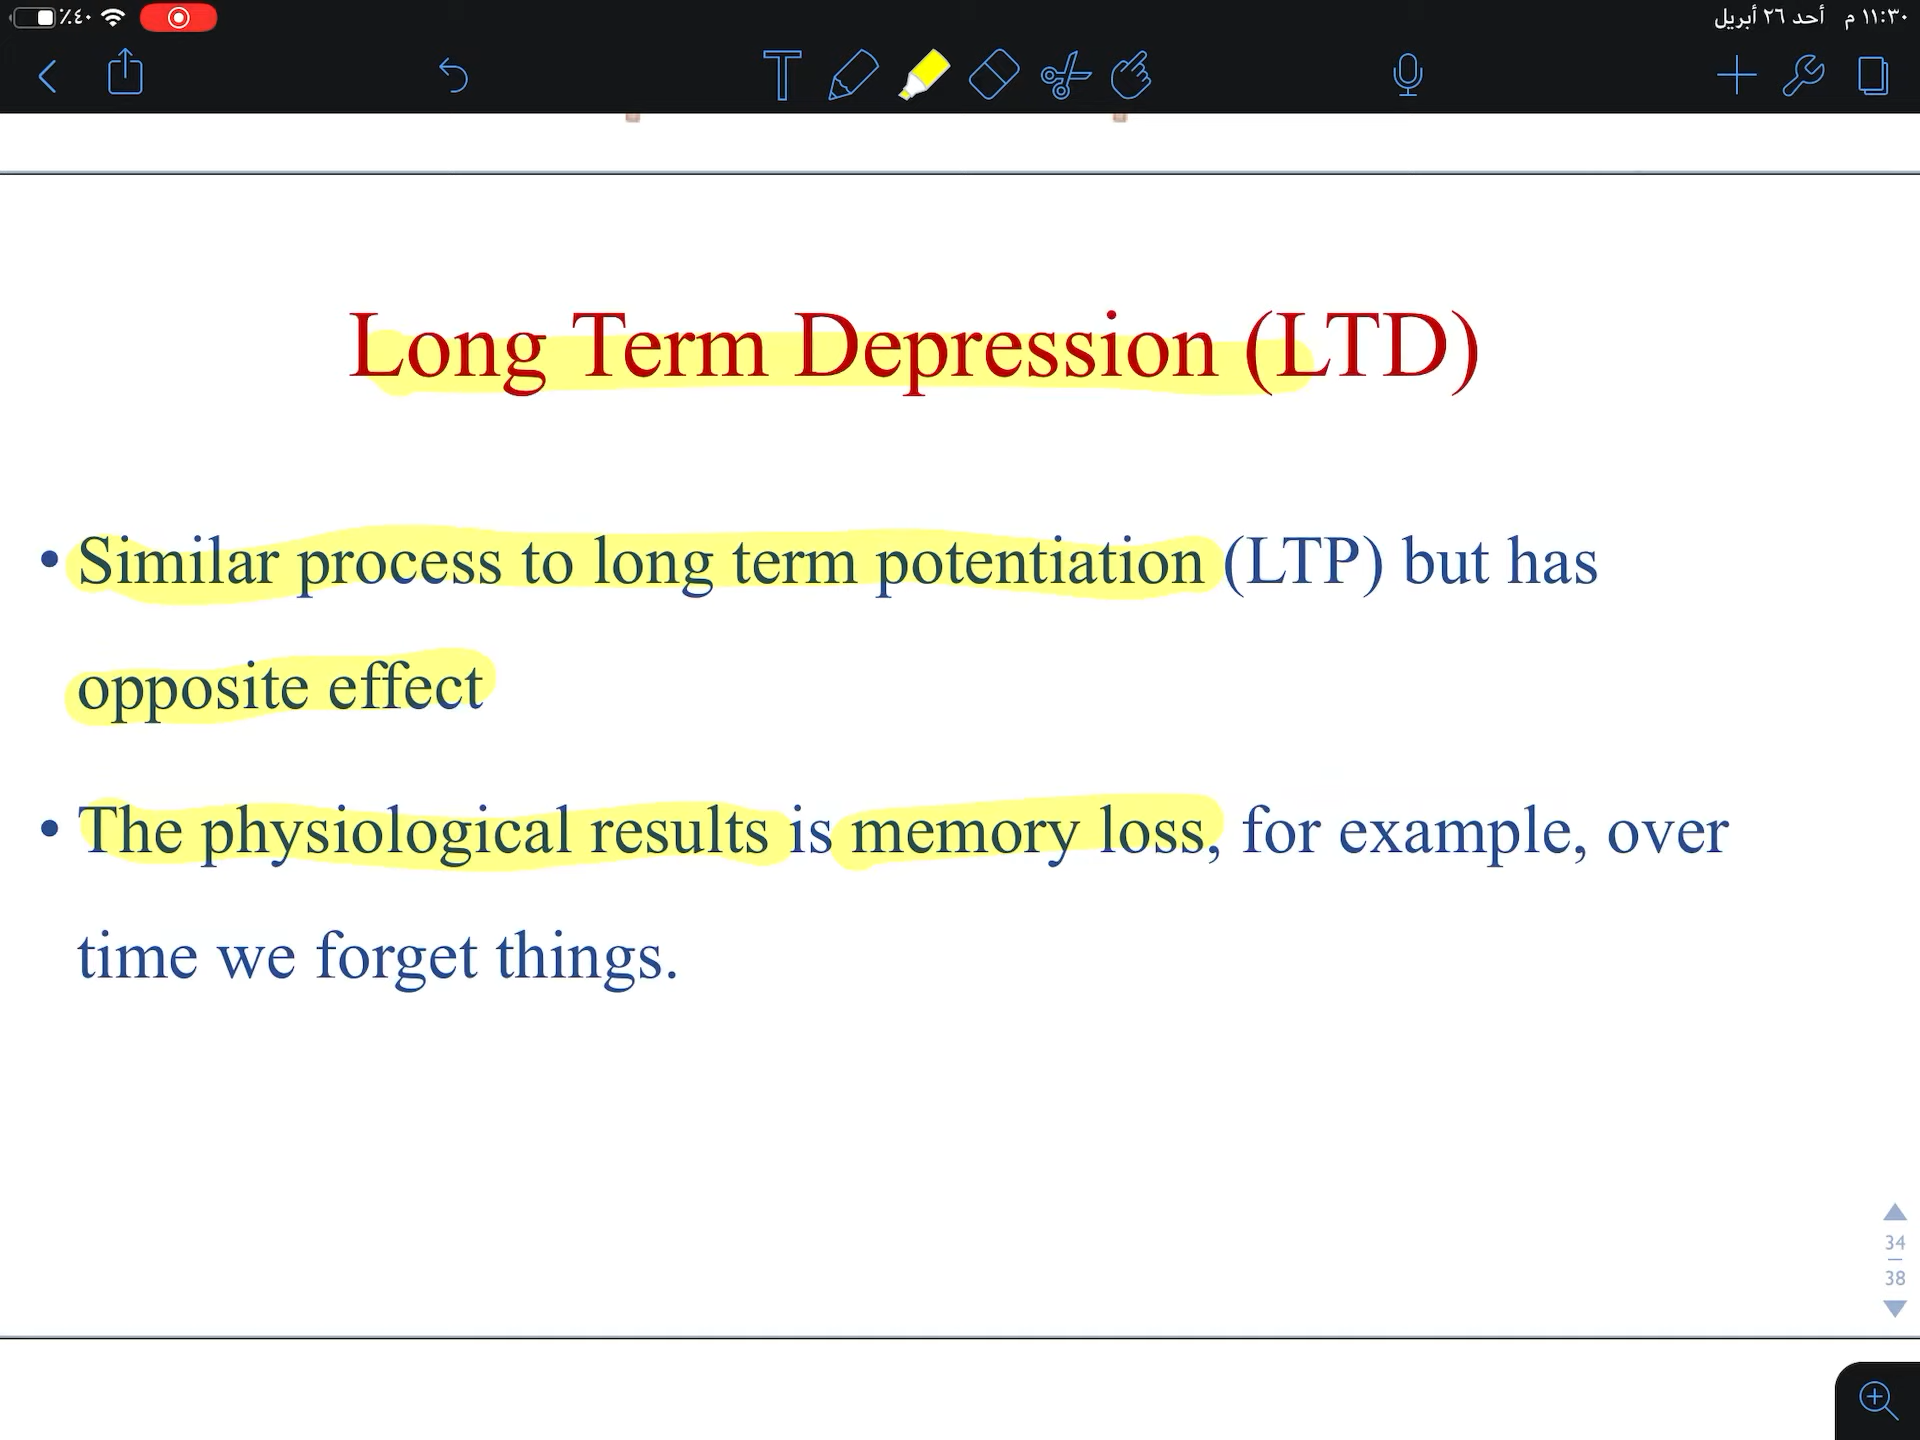 ٪٤٠
أحد ٢٦ أبريل ١١:٣٠ م
Long Term Depression (LTD)
• Similar process to long term potentiation (LTP) but has
opposite effect
• The physiological results is memory loss, for example, over
time we forget things.
34
38